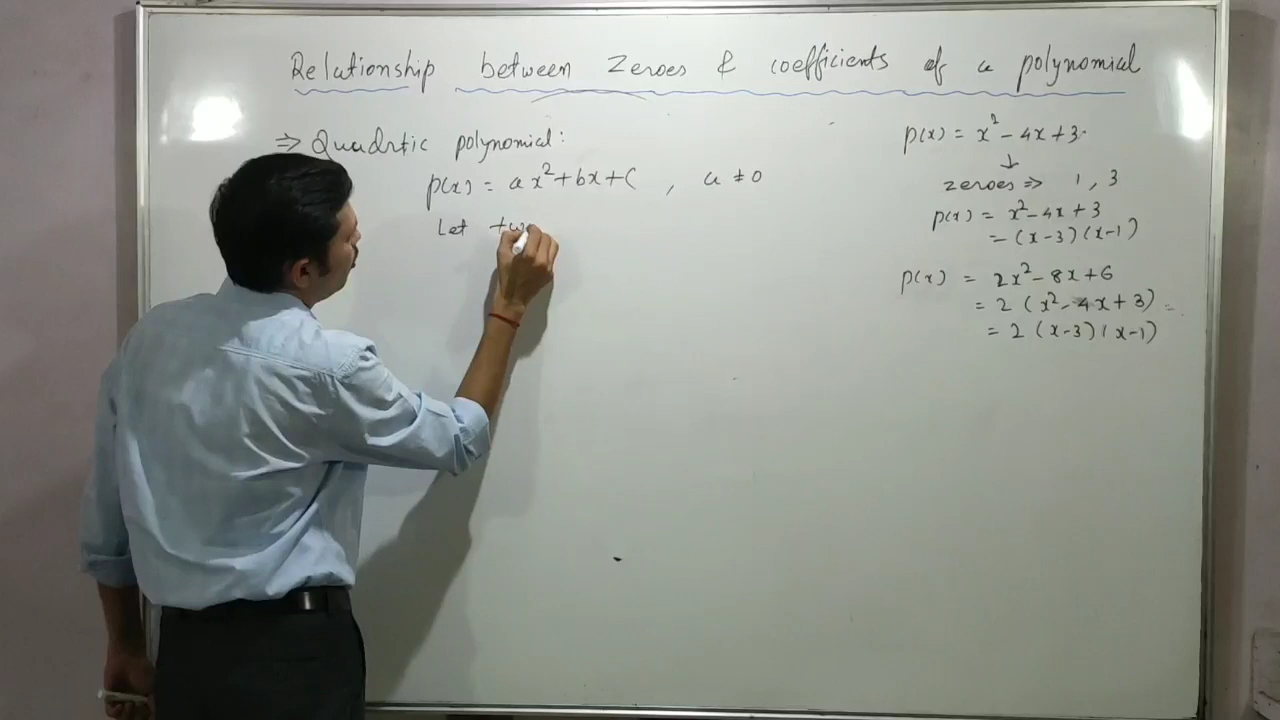 Relationship between zeroes & coefficients of a polynomial
⇒ Quadrtic polynomial:
p(x) = ax²+bx+c , a ≠ 0
Let two
p(x) = x² - 4x + 3
↓
zeroes ⇒ 1, 3
p(x) = x² - 4x + 3
= (x-3)(x-1)
p(x) = 2x² - 8x + 6
= 2 (x² - 4x + 3) =
= 2 (x-3)(x-1)